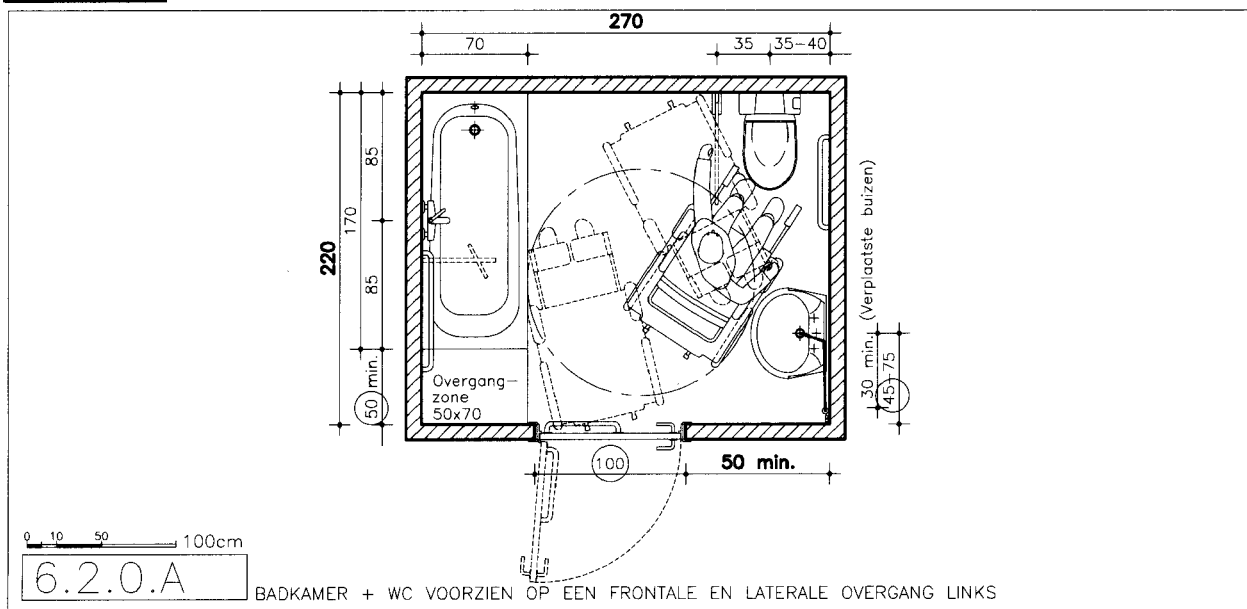 270
70
35
35-40
220
170
85
85
50 min.
30 min. (Verplaatste buizen)
45-75
Overgang-
zone
50x70
100
50 min.
0 10 50 100cm
6.2.0.A
BADKAMER + WC VOORZIEN OP EEN FRONTALE EN LATERALE OVERGANG LINKS